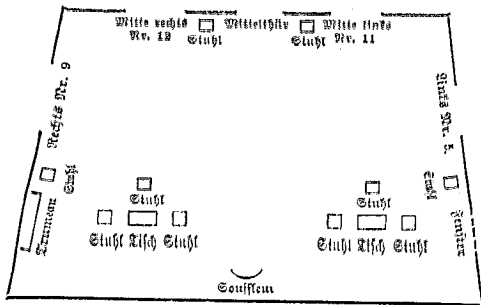 Mitte rechts Mittelthür Mitte links
Nr. 12 Stuhl Stuhl Nr. 11
Rechts Nr. 9
Links Nr. 5.
Stuhl
Stuhl
Trumeau
Fenster
Stuhl
Stuhl
Stuhl Tisch Stuhl
Stuhl Tisch Stuhl
Souffleur